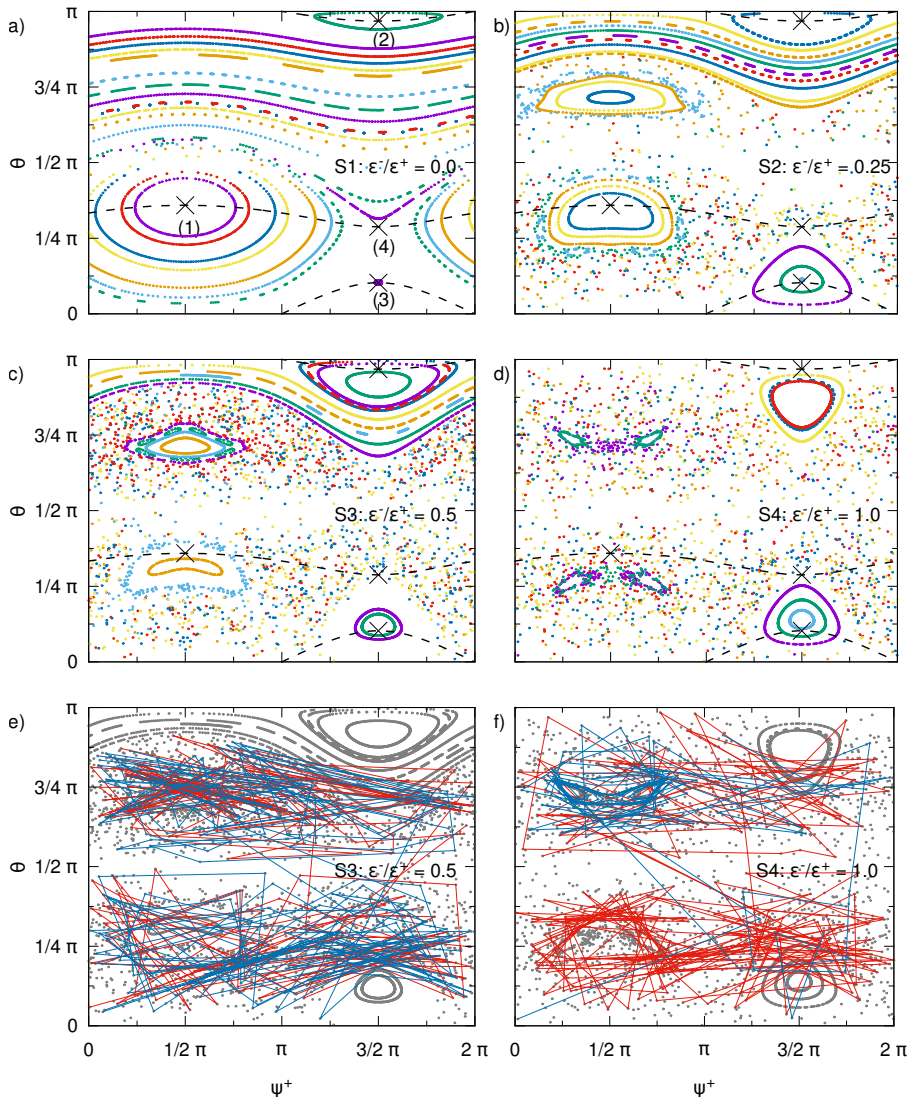 a)
π
3/4 π
1/2 π
1/4 π
0
θ
(2)
S1: ε⁻/ε⁺ = 0.0
(1)
(4)
(3)
b)
S2: ε⁻/ε⁺ = 0.25
c)
π
3/4 π
1/2 π
1/4 π
0
θ
S3: ε⁻/ε⁺ = 0.5
d)
S4: ε⁻/ε⁺ = 1.0
e)
π
3/4 π
1/2 π
1/4 π
0
θ
S3: ε⁻/ε⁺ = 0.5
f)
S4: ε⁻/ε⁺ = 1.0
0 1/2 π π 3/2 π 2 π
0 1/2 π π 3/2 π 2 π
ψ⁺
ψ⁺